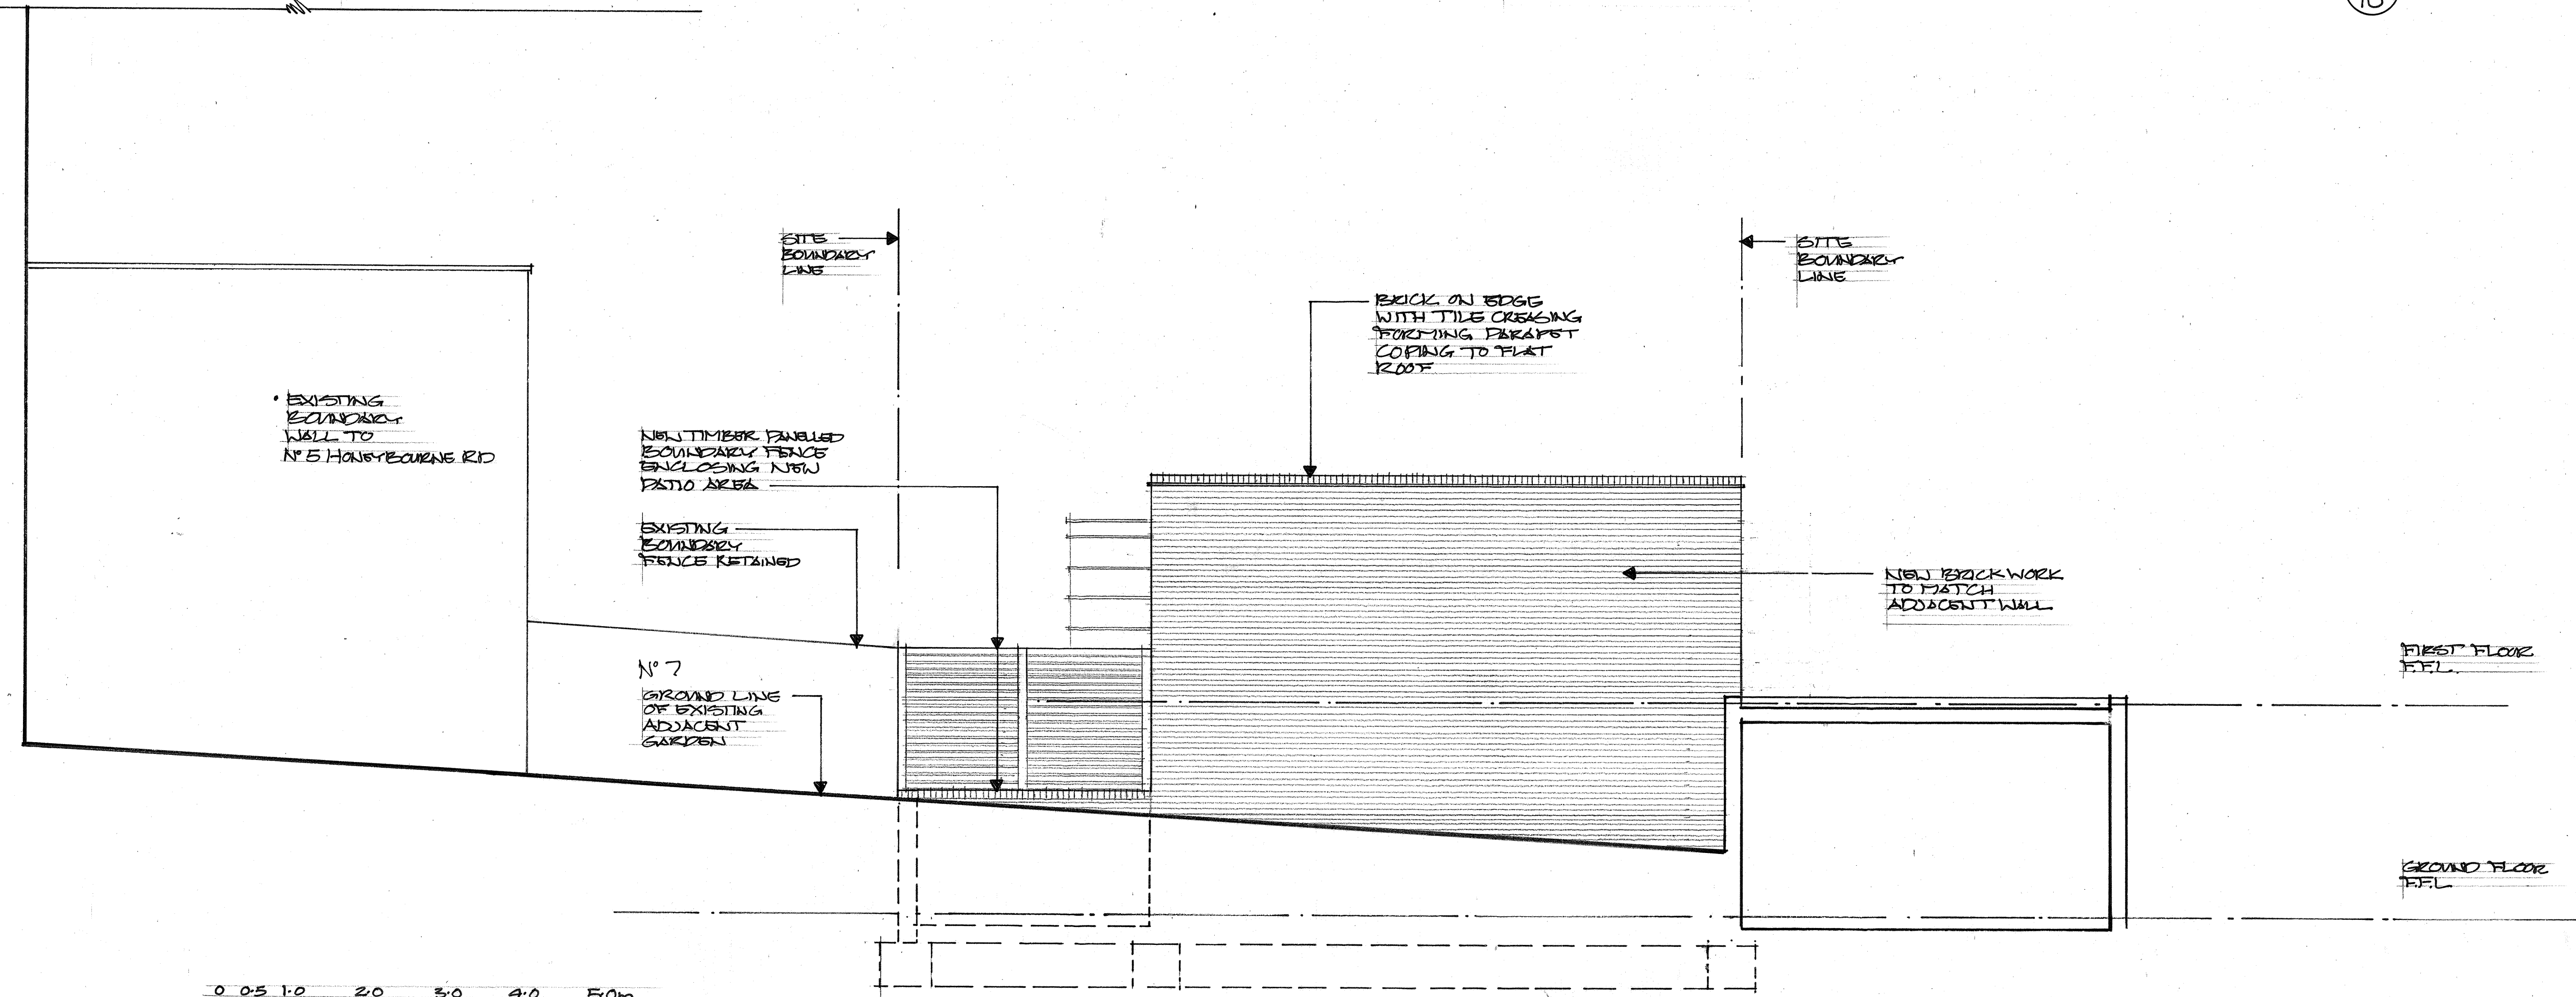 SITE
BOUNDARY
LINE
SITE
BOUNDARY
LINE
BRICK ON EDGE
WITH TILE CREASING
FORMING PARAPET
COPING TO FLAT
ROOF
EXISTING
BOUNDARY
WALL TO
Nº 5 HONEYBOURNE RD
NEW TIMBER PANELLED
BOUNDARY FENCE
ENCLOSING NEW
PATIO AREA
EXISTING
BOUNDARY
FENCE RETAINED
NEW BRICKWORK
TO MATCH
ADJACENT WALL
Nº 7
GROUND LINE
OF EXISTING
ADJACENT
GARDEN
FIRST FLOOR
F.F.L.
GROUND FLOOR
F.F.L
0 0.5 1.0 2.0 3.0 4.0 5.0m